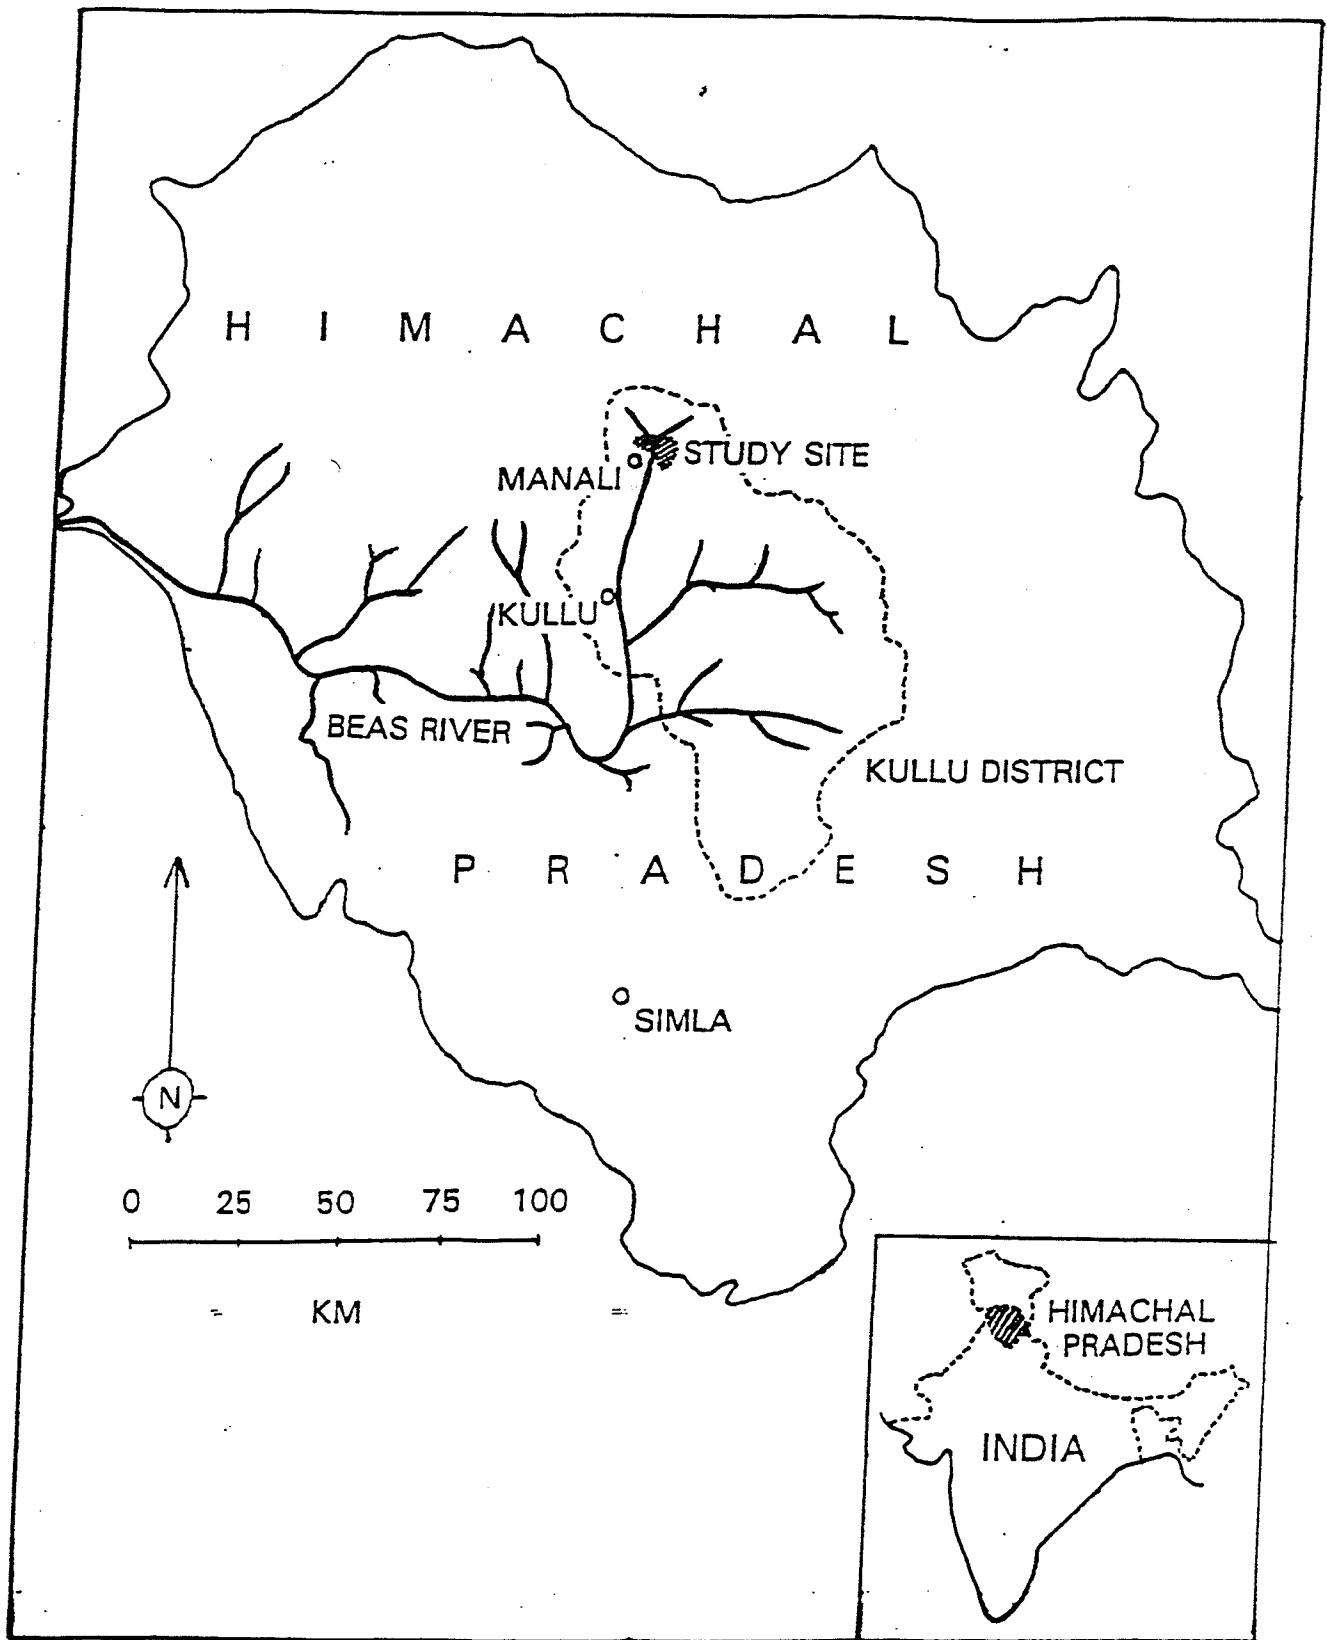 H I M A C H A L
STUDY SITE
MANALI
KULLU
BEAS RIVER
KULLU DISTRICT
P R A D E S H
SIMLA
N
0 25 50 75 100
KM
HIMACHAL
PRADESH
INDIA